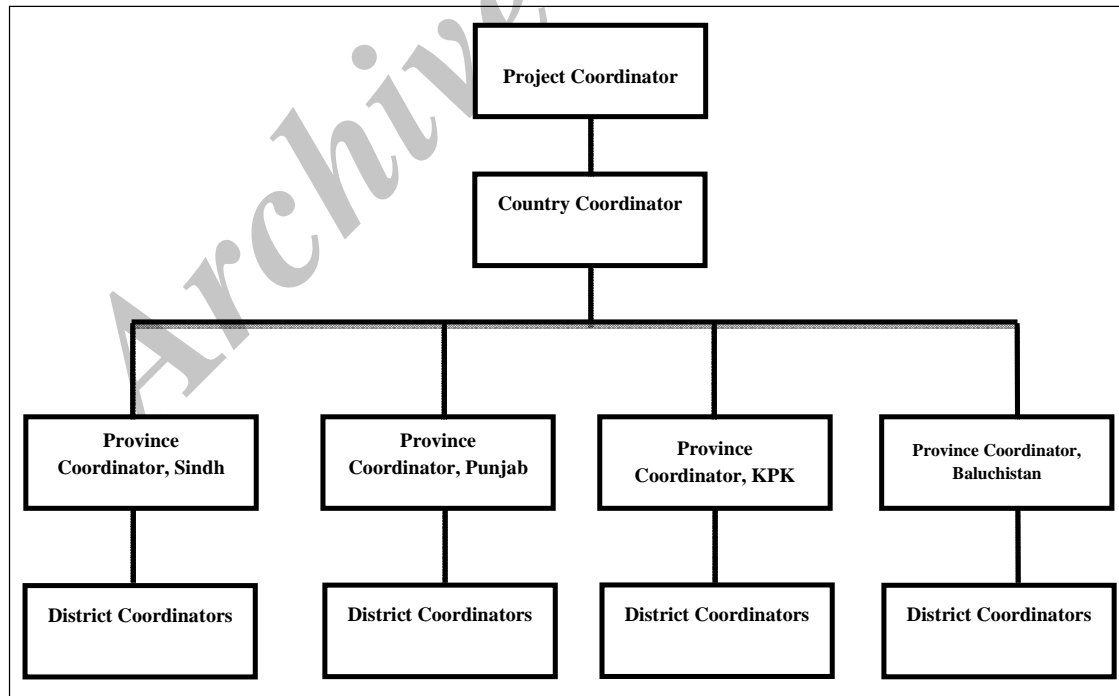 Archive
Project Coordinator
Country Coordinator
Province
Coordinator, Sindh
Province
Coordinator, Punjab
Province
Coordinator, KPK
Province Coordinator,
Baluchistan
District Coordinators
District Coordinators
District Coordinators
District Coordinators